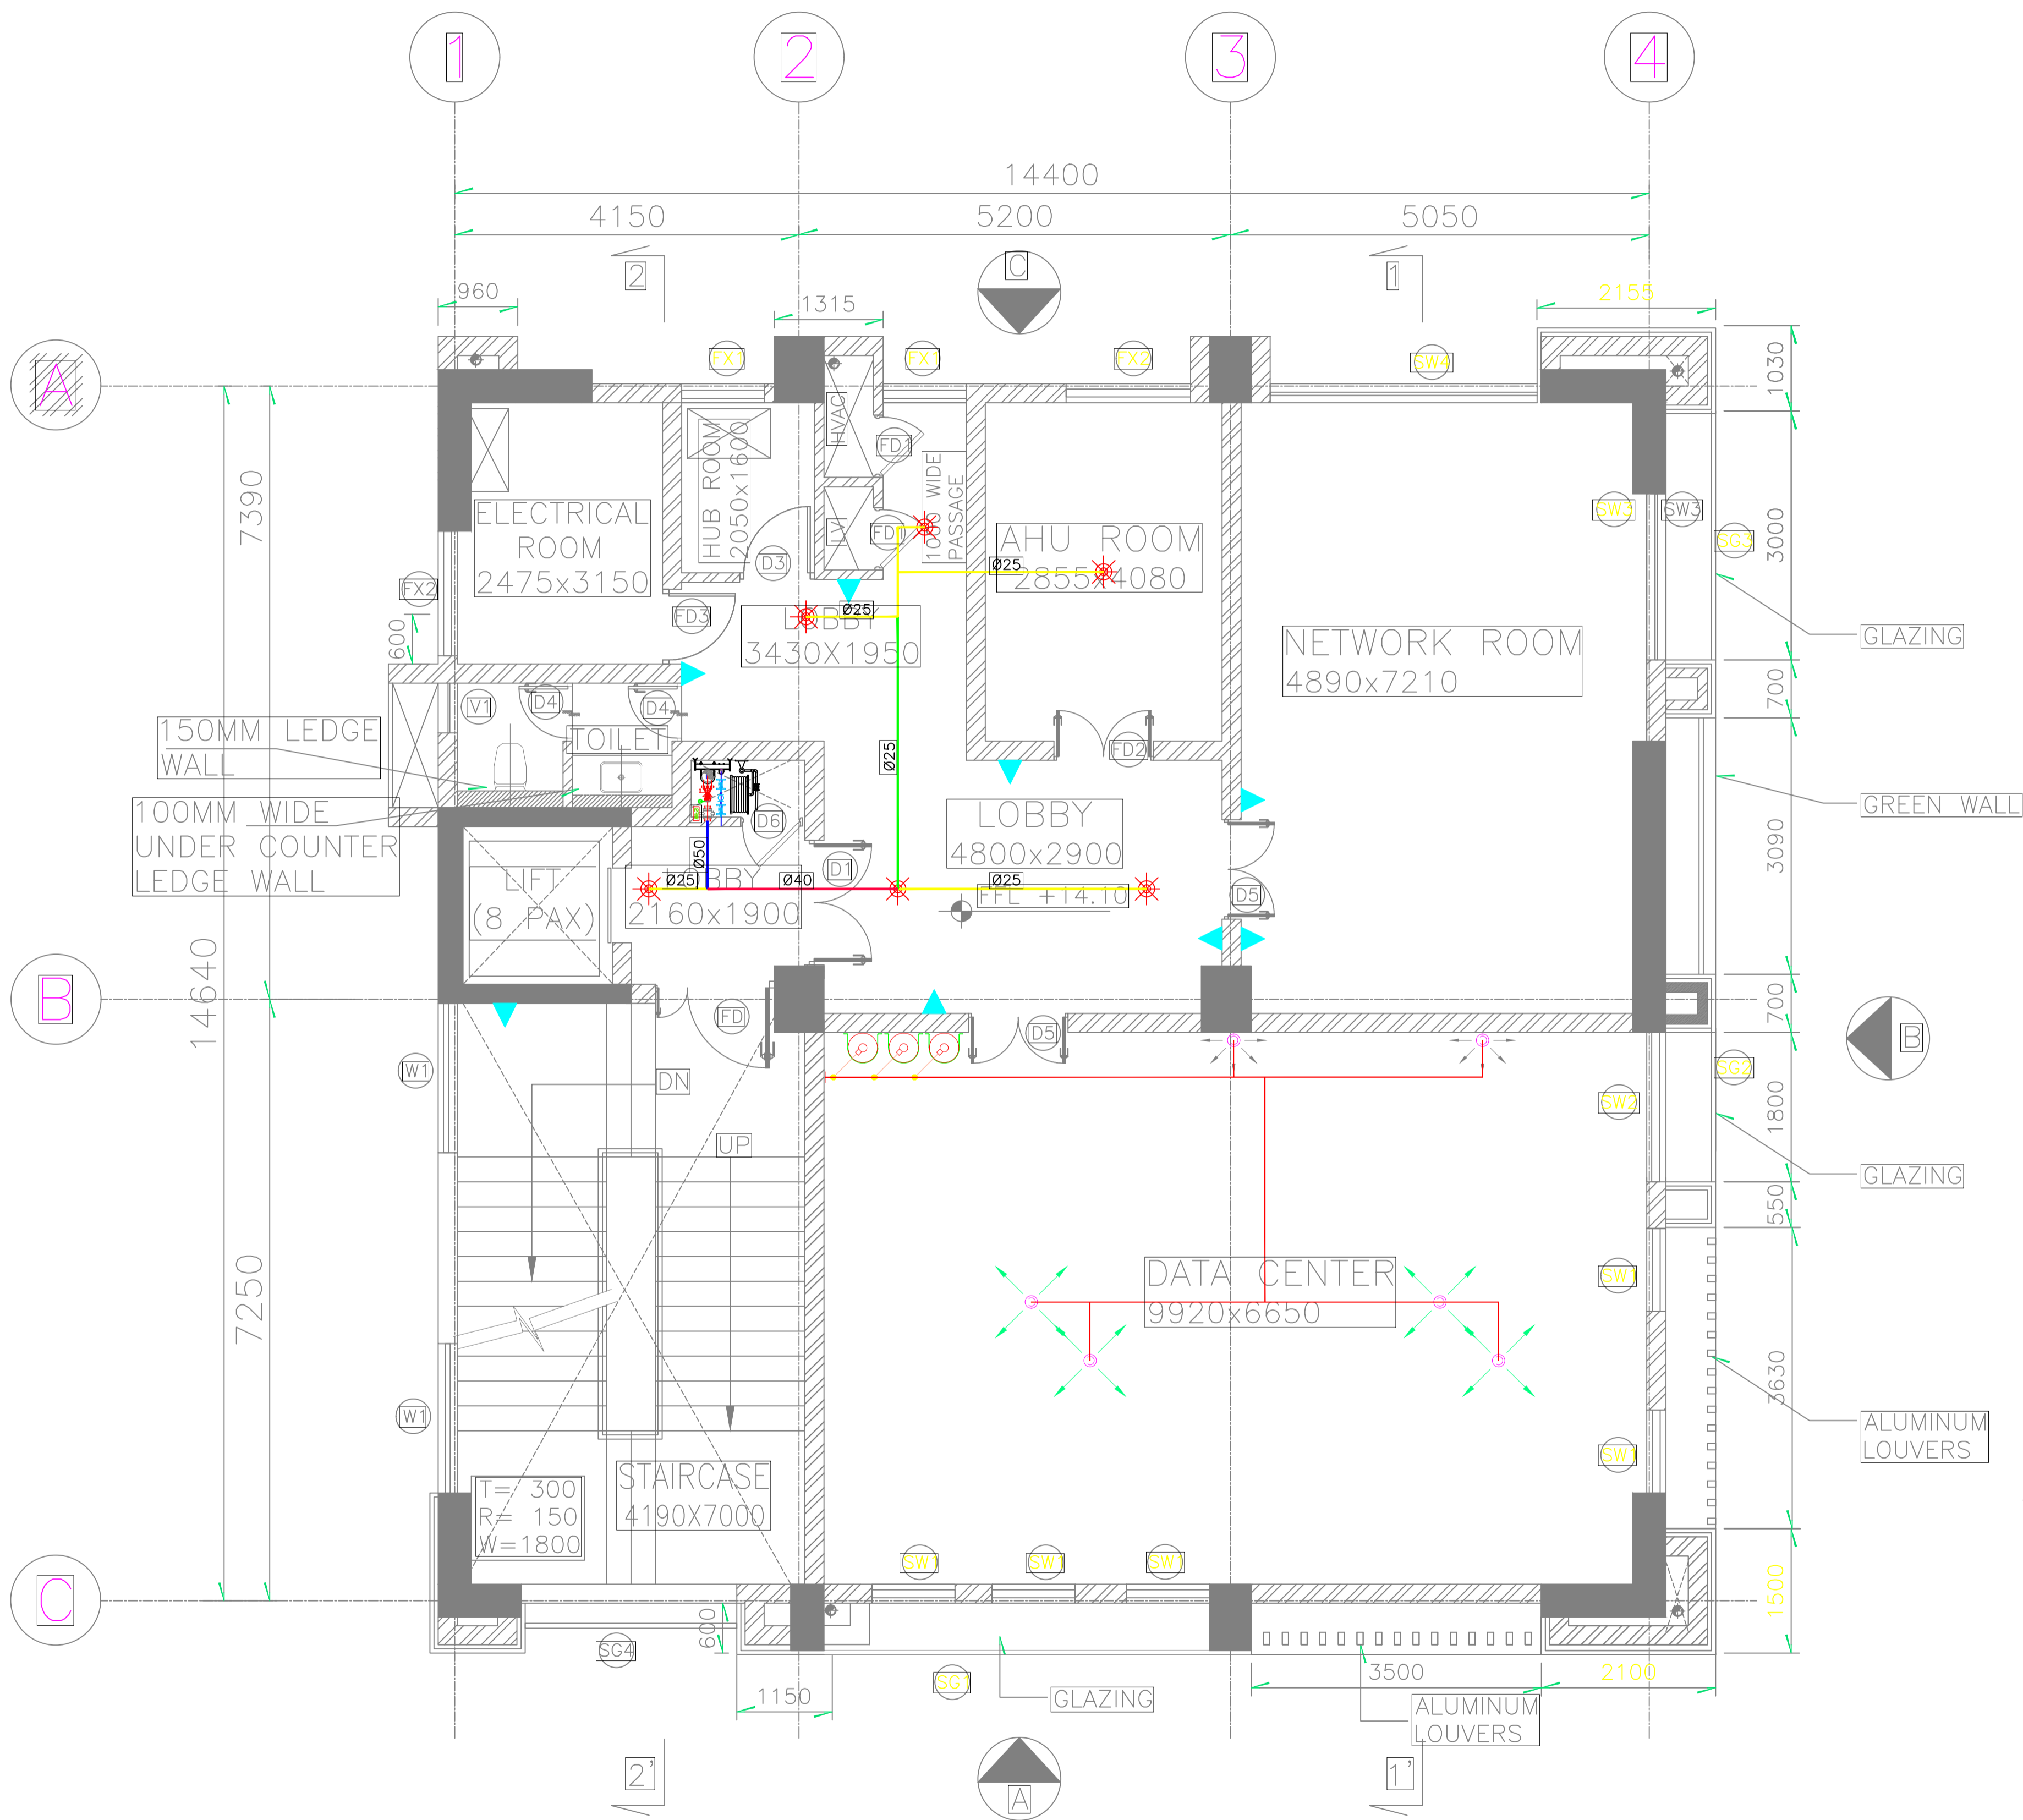 1
2
3
4
14400
4150
5200
5050
2
C
1
960
1315
2155
FX1
FX1
FX2
SW4
A
1030
HVAC
FD1
HUB ROOM
2050x1600
1000 WIDE
PASSAGE
7390
ELECTRICAL
ROOM
2475x3150
LV
FD1
AHU ROOM
2855x4080
SW3
SW3
SG3
3000
D3
Ø25
FX2
FD3
Ø25
LOBBY
3430X1950
600
NETWORK ROOM
4890x7210
GLAZING
700
V1
D4
D4
TOILET
150MM LEDGE
WALL
Ø25
FD2
100MM WIDE
UNDER COUNTER
LEDGE WALL
D6
LOBBY
4800x2900
GREEN WALL
3090
LIFT
(8 PAX)
Ø50
Ø25
LOBBY
2160x1900
Ø40
D1
Ø25
FFL +14.10
D5
14640
B
FD
D5
700
B
W1
DN
SG2
SW2
1800
UP
GLAZING
550
7250
DATA CENTER
9920x6650
SW1
3630
W1
ALUMINUM
LOUVERS
SW1
T= 300
R= 150
W=1800
STAIRCASE
4190X7000
SW1
SW1
SW1
C
1500
600
SG4
SG1
1150
GLAZING
3500
2100
ALUMINUM
LOUVERS
2'
A
1'